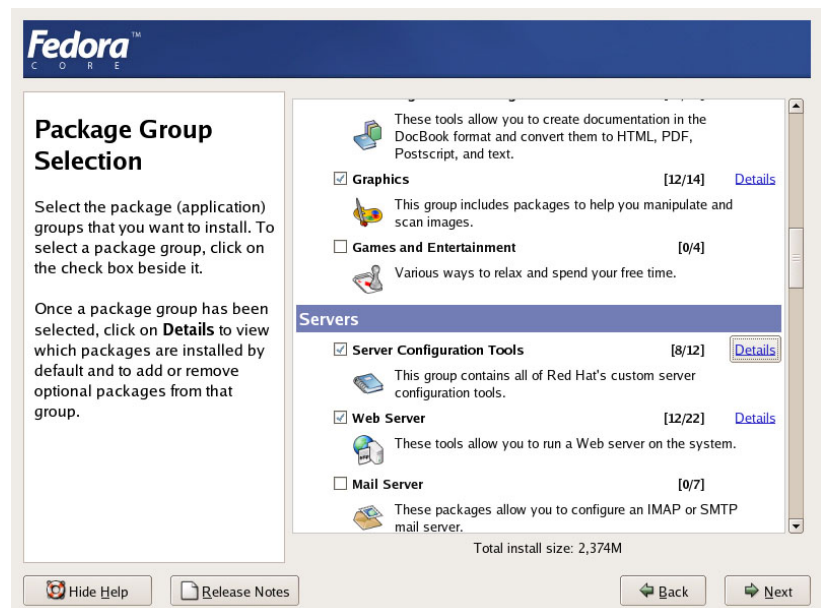 Fedora™
CORE
Package Group
Selection
Select the package (application)
groups that you want to install. To
select a package group, click on
the check box beside it.
Once a package group has been
selected, click on Details to view
which packages are installed by
default and to add or remove
optional packages from that
group.
These tools allow you to create documentation in the
DocBook format and convert them to HTML, PDF,
Postscript, and text.
Graphics [12/14] Details
This group includes packages to help you manipulate and
scan images.
Games and Entertainment [0/4]
Various ways to relax and spend your free time.
Servers
Server Configuration Tools [8/12] Details
This group contains all of Red Hat's custom server
configuration tools.
Web Server [12/22] Details
These tools allow you to run a Web server on the system.
Mail Server [0/7]
These packages allow you to configure an IMAP or SMTP
mail server.
Total install size: 2,374M
Hide Help Release Notes Back Next